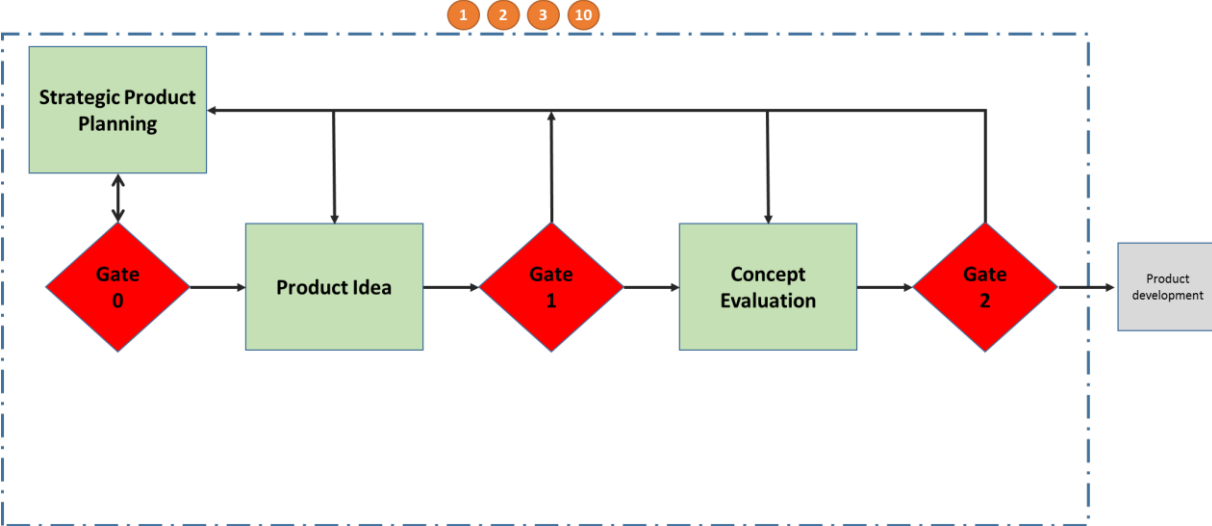 1 2 3 10
Strategic Product
Planning
Gate
0
Product Idea
Gate
1
Concept
Evaluation
Gate
2
Product
development